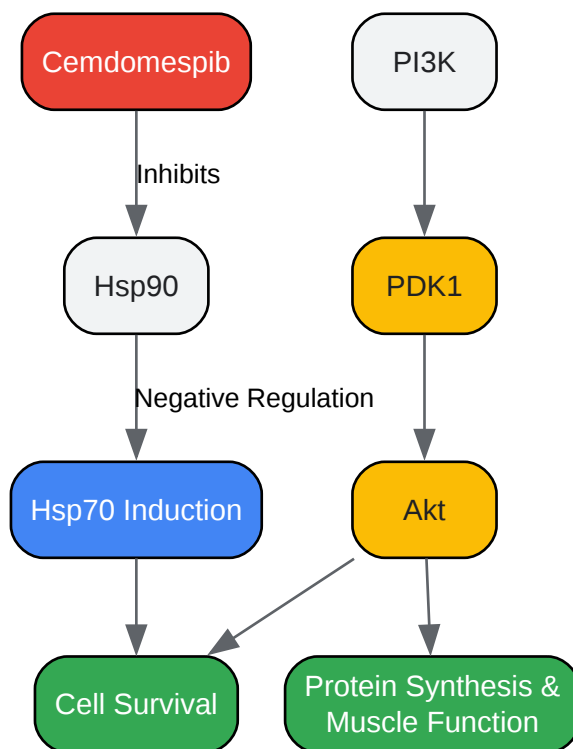 Cemdomespib
PI3K
Inhibits
Hsp90
PDK1
Negative Regulation
Hsp70 Induction
Akt
Cell Survival
Protein Synthesis &
Muscle Function